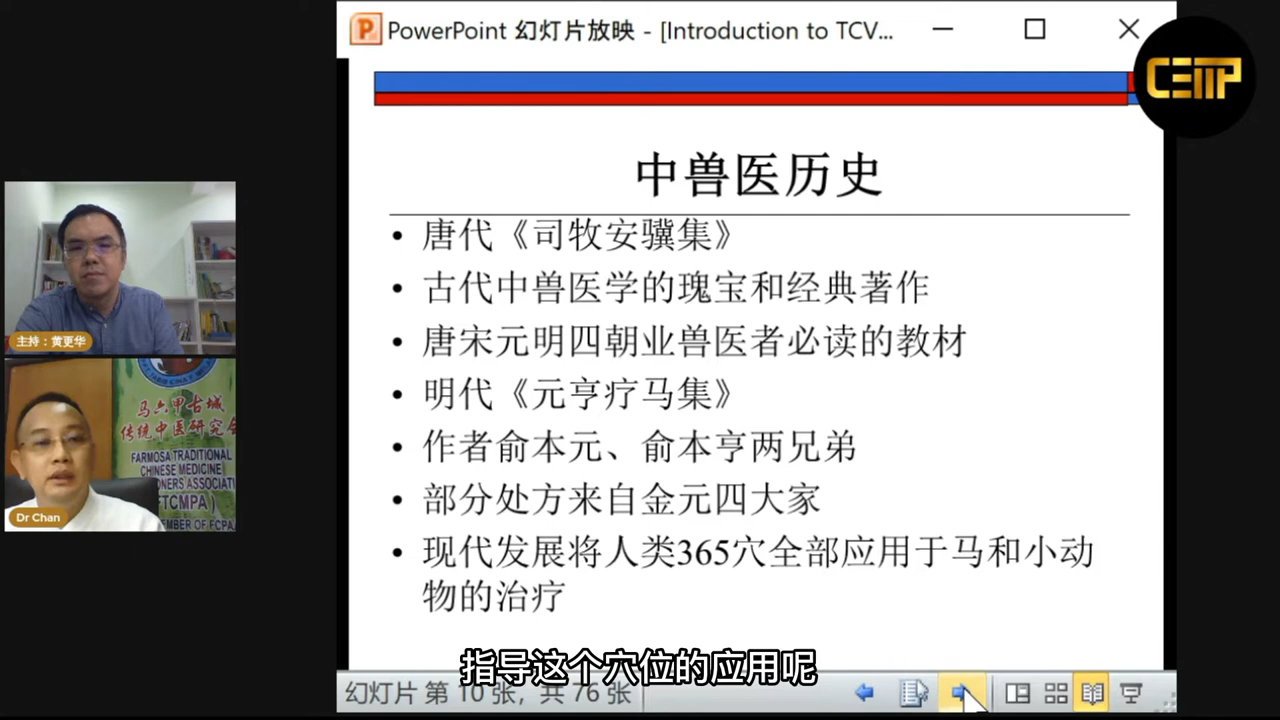 PowerPoint 幻灯片放映 - [Introduction to TCV...
CEMP
中兽医历史
• 唐代《司牧安骥集》
• 古代中兽医学的瑰宝和经典著作
• 唐宋元明四朝业兽医者必读的教材
• 明代《元亨疗马集》
• 作者俞本元、俞本亨两兄弟
• 部分处方来自金元四大家
• 现代发展将人类365穴全部应用于马和小动
物的治疗
主持：黄更华
马六甲古城
传统中医研究会
FARMOSA TRADITIONAL
CHINESE MEDICINE
ONERS ASSOCIATI
FTCMPA )
EMBER OF FCPA
Dr Chan
指导这个穴位的应用呢
幻灯片 第 10 张，共 76 张